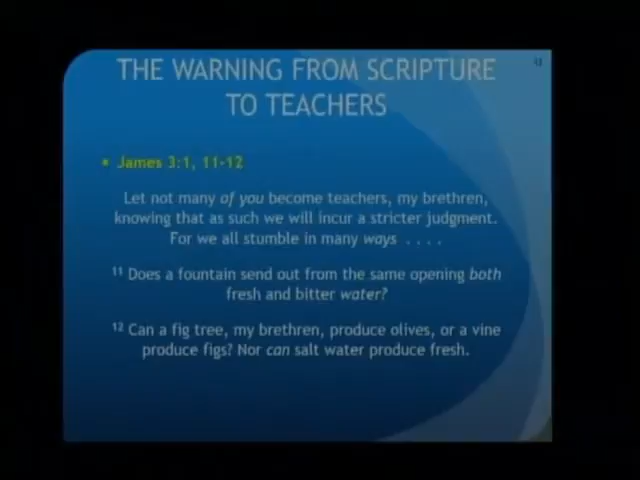 THE WARNING FROM SCRIPTURE
TO TEACHERS
• James 3:1, 11-12
Let not many of you become teachers, my brethren,
knowing that as such we will incur a stricter judgment.
For we all stumble in many ways . . . .
11 Does a fountain send out from the same opening both
fresh and bitter water?
12 Can a fig tree, my brethren, produce olives, or a vine
produce figs? Nor can salt water produce fresh.